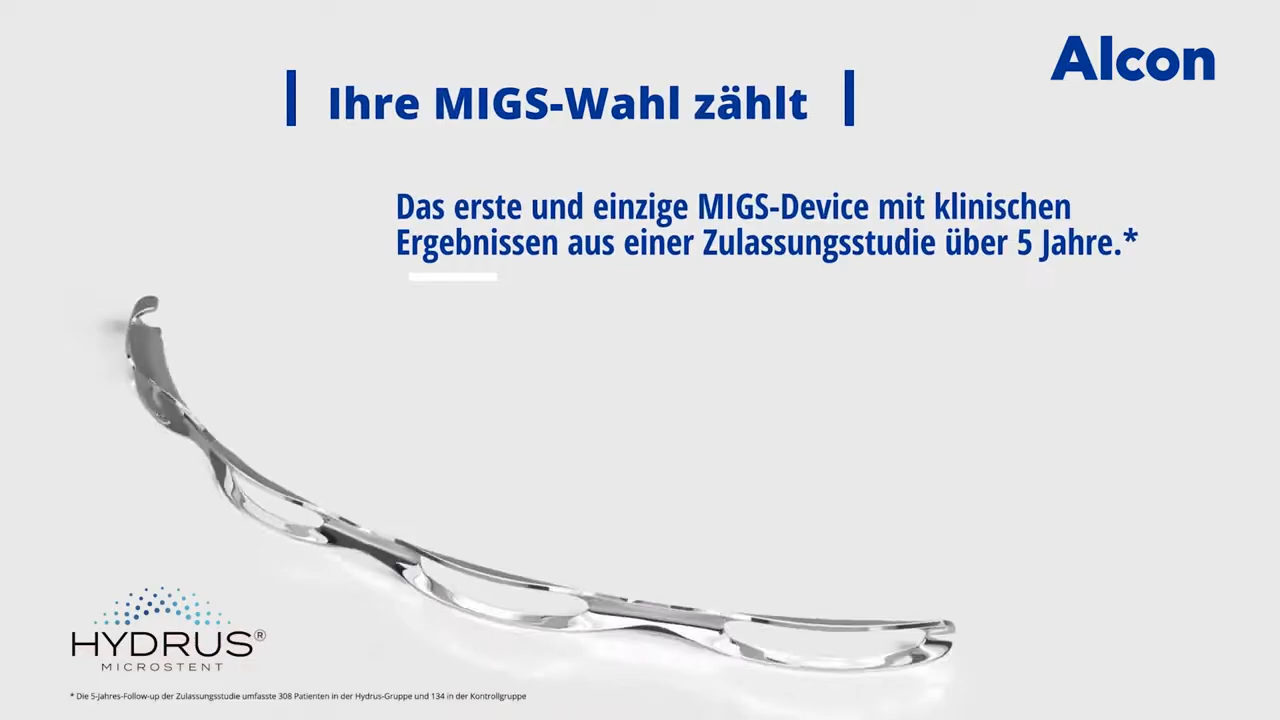 Alcon
Ihre MIGS-Wahl zählt
Das erste und einzige MIGS-Device mit klinischen
Ergebnissen aus einer Zulassungsstudie über 5 Jahre.*
HYDRUS®
MICROSTENT
* Die 5-Jahres-Follow-up der Zulassungsstudie umfasste 308 Patienten in der Hydrus-Gruppe und 134 in der Kontrollgruppe